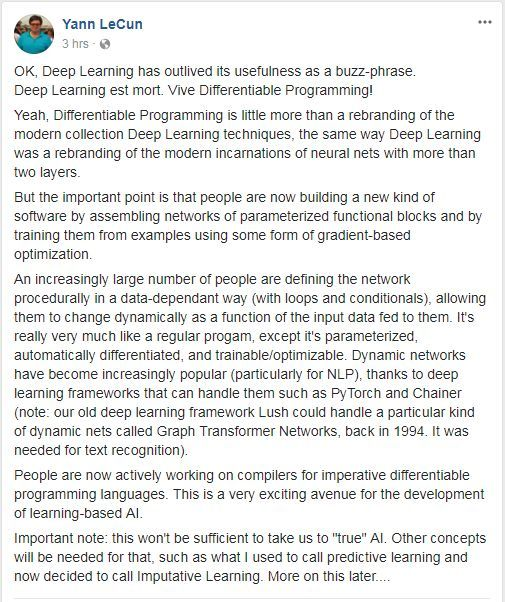 Yann LeCun
3 hrs ·
OK, Deep Learning has outlived its usefulness as a buzz-phrase.
Deep Learning est mort. Vive Differentiable Programming!
Yeah, Differentiable Programming is little more than a rebranding of the
modern collection Deep Learning techniques, the same way Deep Learning
was a rebranding of the modern incarnations of neural nets with more than
two layers.
But the important point is that people are now building a new kind of
software by assembling networks of parameterized functional blocks and by
training them from examples using some form of gradient-based
optimization.
An increasingly large number of people are defining the network
procedurally in a data-dependant way (with loops and conditionals), allowing
them to change dynamically as a function of the input data fed to them. It's
really very much like a regular progam, except it's parameterized,
automatically differentiated, and trainable/optimizable. Dynamic networks
have become increasingly popular (particularly for NLP), thanks to deep
learning frameworks that can handle them such as PyTorch and Chainer
(note: our old deep learning framework Lush could handle a particular kind
of dynamic nets called Graph Transformer Networks, back in 1994. It was
needed for text recognition).
People are now actively working on compilers for imperative differentiable
programming languages. This is a very exciting avenue for the development
of learning-based AI.
Important note: this won't be sufficient to take us to "true" AI. Other concepts
will be needed for that, such as what I used to call predictive learning and
now decided to call Imputative Learning. More on this later....